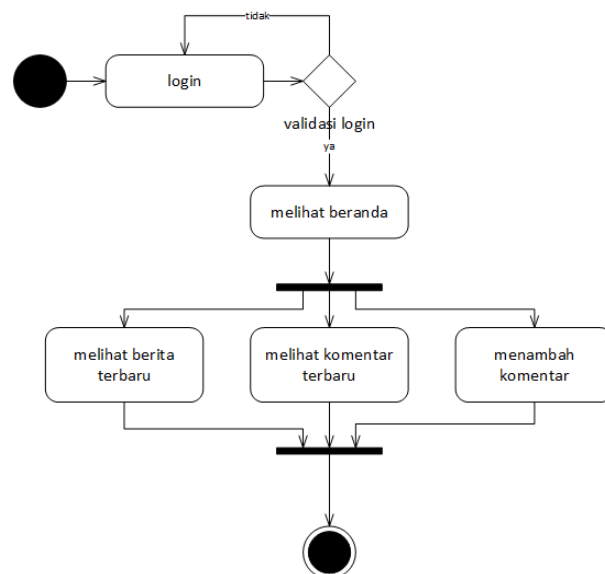 tidak
login
validasi login
ya
melihat beranda
melihat berita
terbaru
melihat komentar
terbaru
menambah
komentar